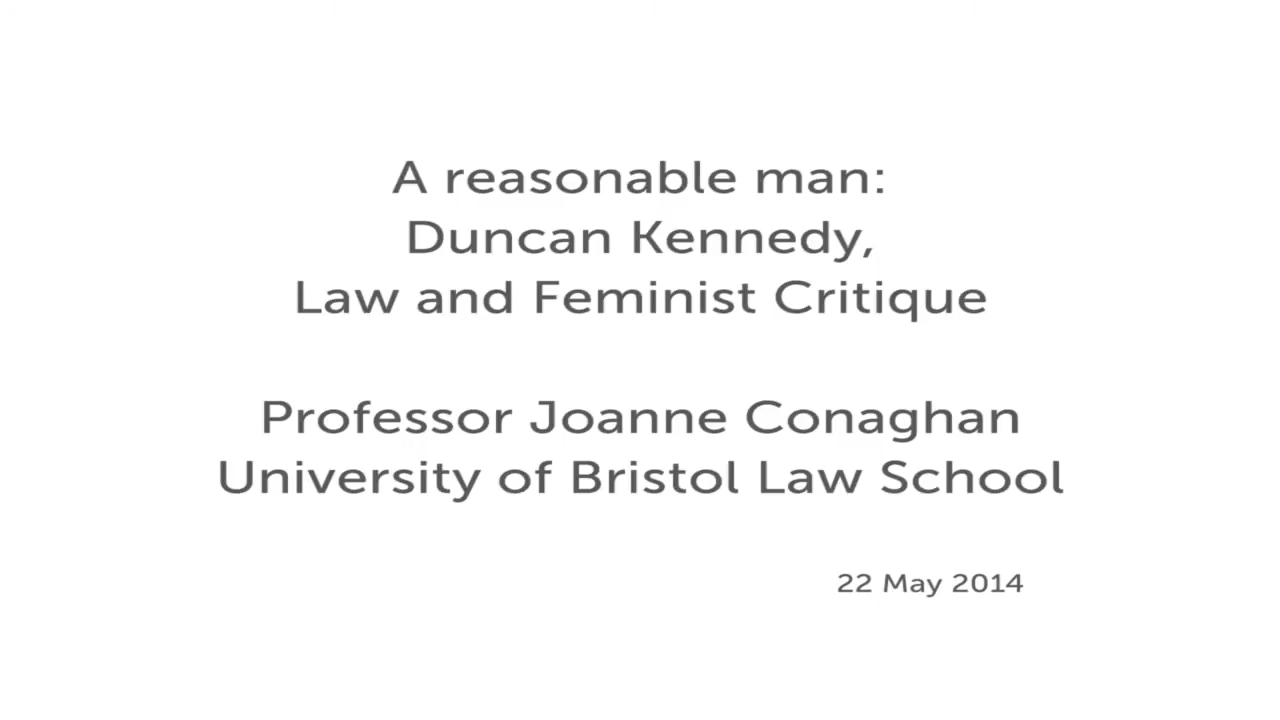 A reasonable man:
Duncan Kennedy,
Law and Feminist Critique
Professor Joanne Conaghan
University of Bristol Law School
22 May 2014